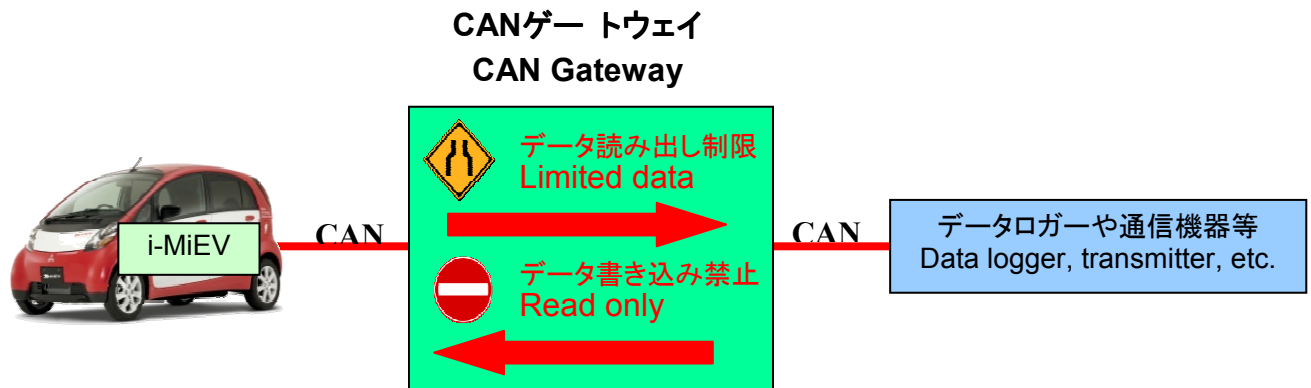 CANゲートウェイ
CAN Gateway
データ読み出し制限
Limited data
i-MiEV
CAN
CAN
データロガーや通信機器等
Data logger, transmitter, etc.
データ書き込み禁止
Read only